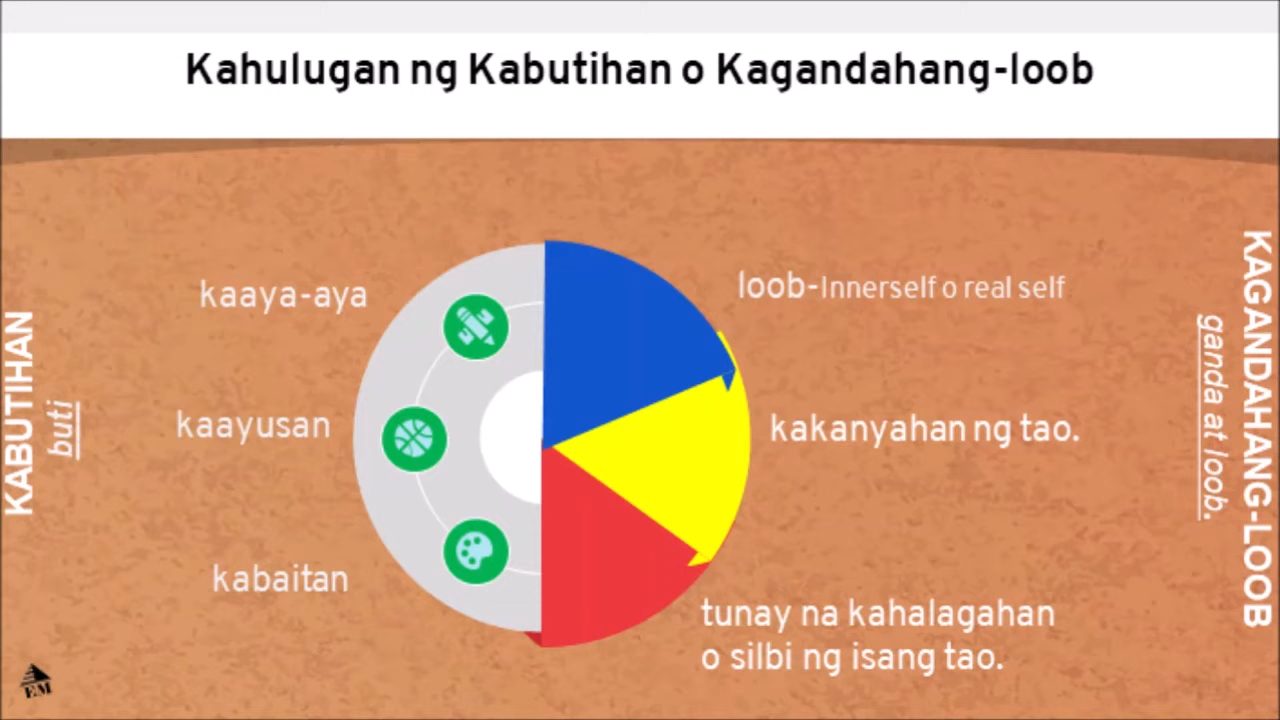 Kahulugan ng Kabutihan o Kagandahang-loob
KABUTIHAN
buti
kaaya-aya
kaayusan
kabaitan
loob-Innerself o real self
kakanyahan ng tao.
tunay na kahalagahan
o silbi ng isang tao.
KAGANDAHANG-LOOB
ganda at loob.
EM